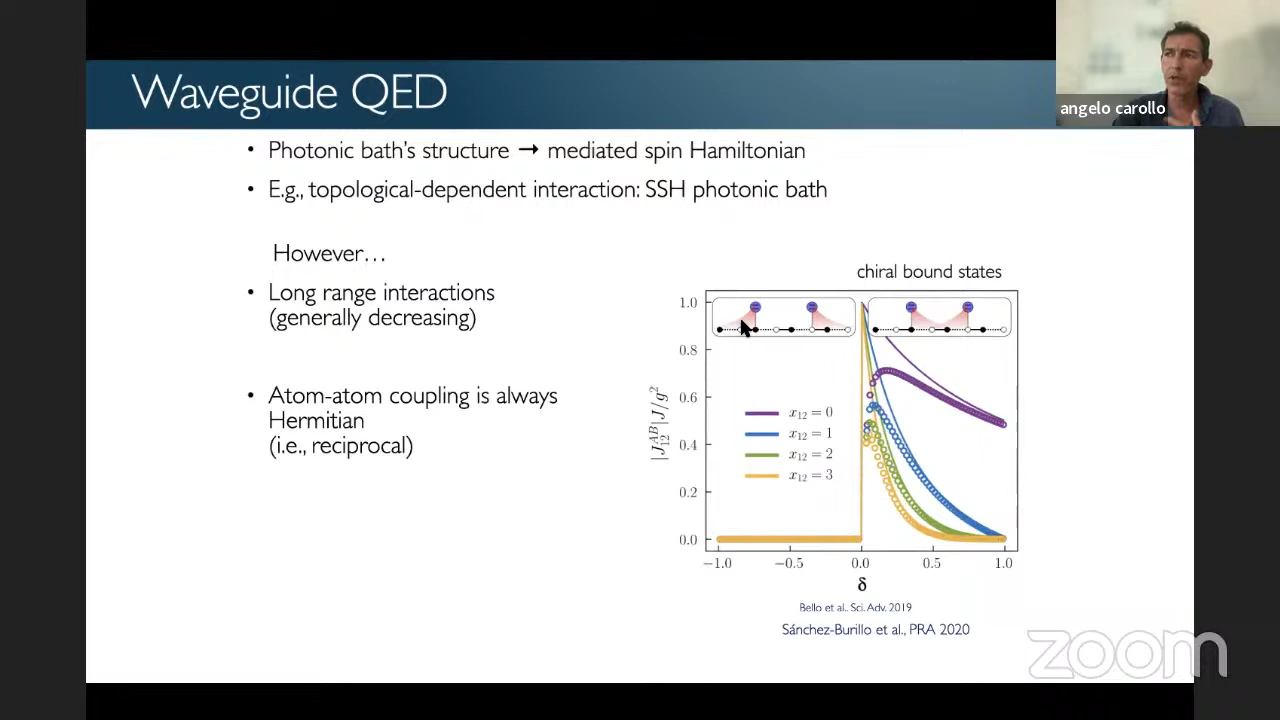 Waveguide QED
angelo carollo
• Photonic bath's structure → mediated spin Hamiltonian
• E.g., topological-dependent interaction: SSH photonic bath
However…
• Long range interactions
(generally decreasing)
• Atom-atom coupling is always
Hermitian
(i.e., reciprocal)
chiral bound states
1.0
0.8
0.6
0.4
0.2
0.0
|J₁₂ᴬᴮ|J/g²
x₁₂ = 0
x₁₂ = 1
x₁₂ = 2
x₁₂ = 3
−1.0 −0.5 0.0 0.5 1.0
δ
Bello et al.. Sci. Adv. 2019
Sánchez-Burillo et al., PRA 2020
zoom